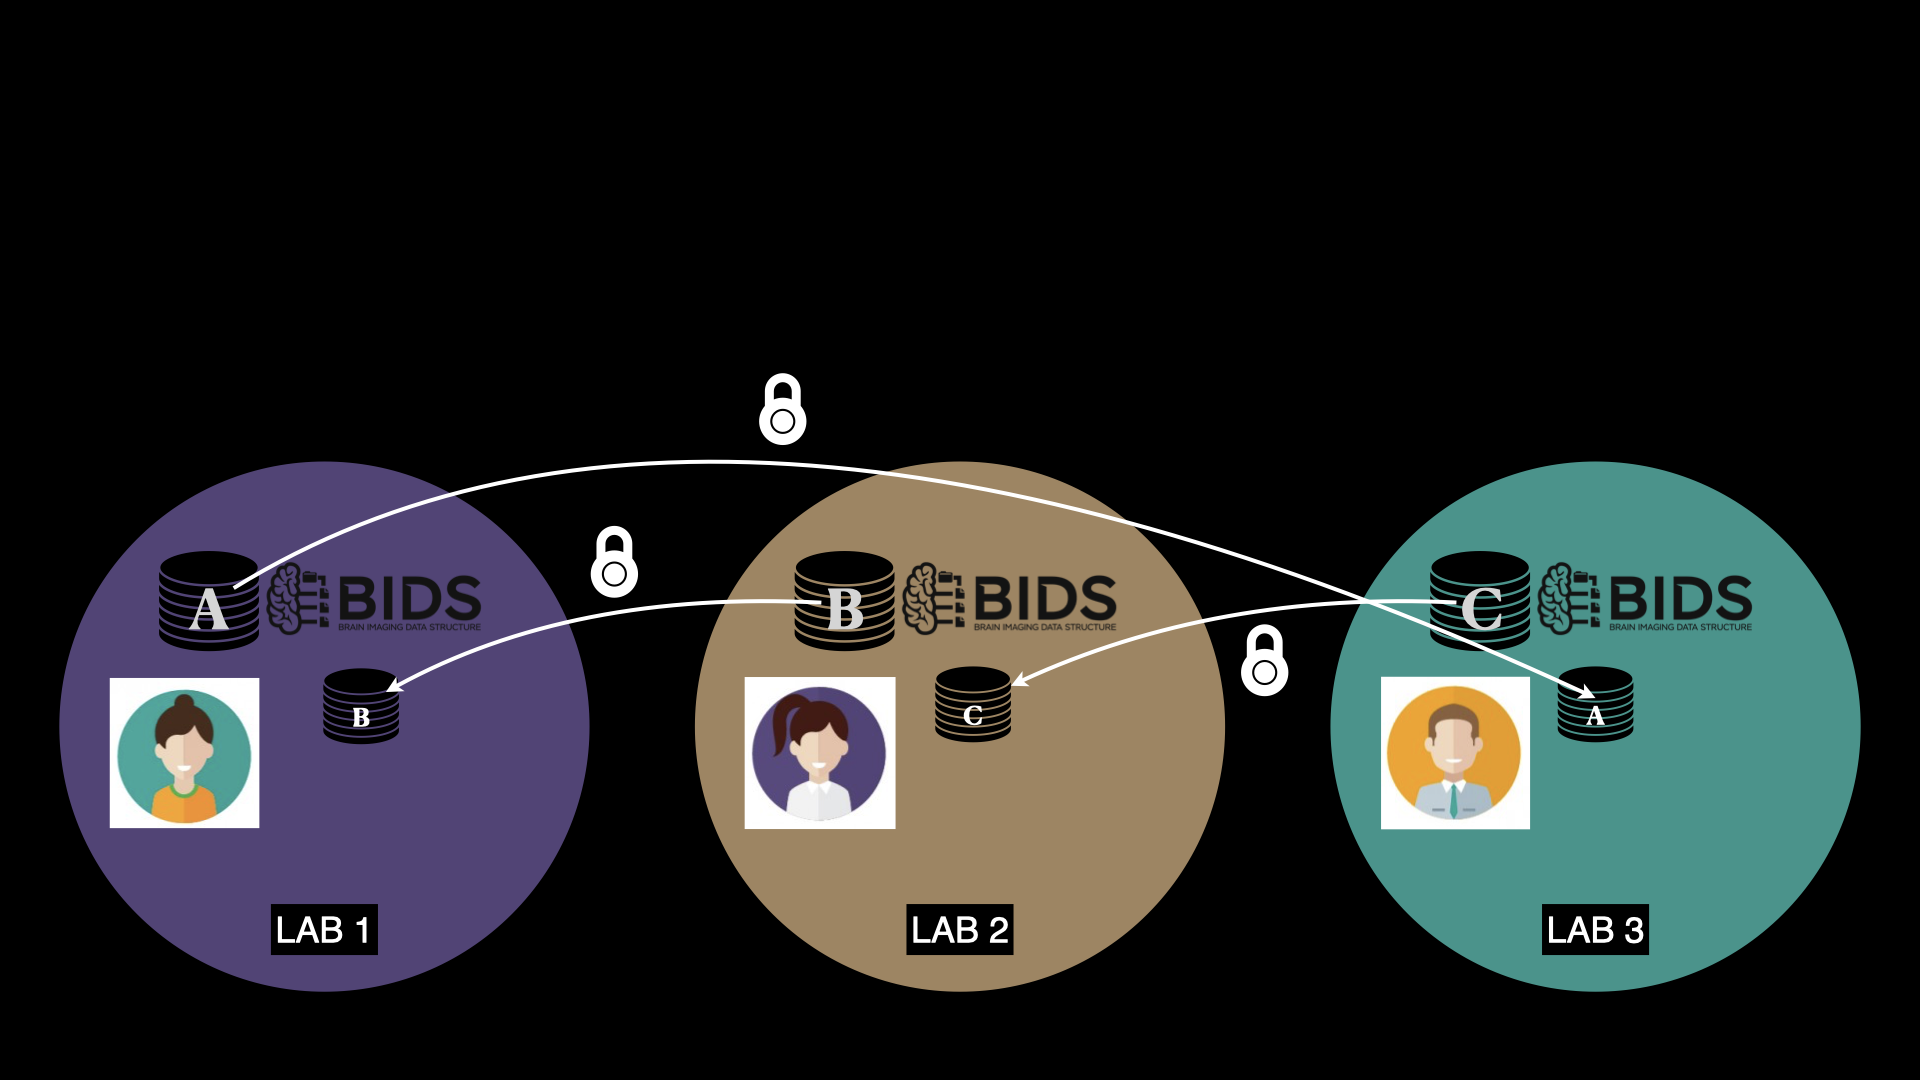 A
BIDS
BRAIN IMAGING DATA STRUCTURE
B
LAB 1
B
BIDS
BRAIN IMAGING DATA STRUCTURE
C
LAB 2
C
BIDS
BRAIN IMAGING DATA STRUCTURE
A
LAB 3